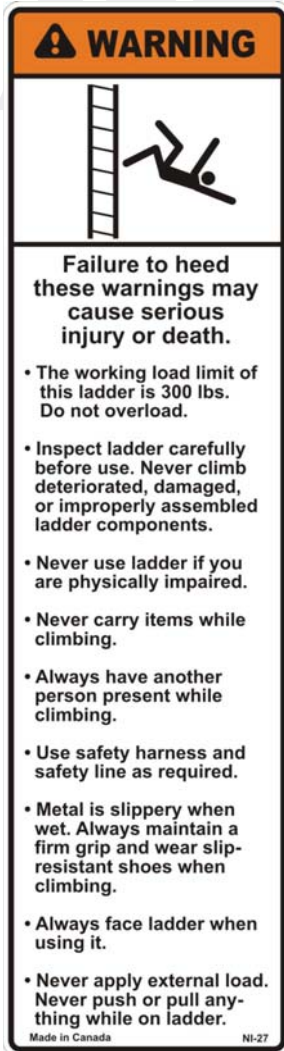 WARNING
Failure to heed
these warnings may
cause serious
injury or death.
• The working load limit of
this ladder is 300 lbs.
Do not overload.
• Inspect ladder carefully
before use. Never climb
deteriorated, damaged,
or improperly assembled
ladder components.
• Never use ladder if you
are physically impaired.
• Never carry items while
climbing.
• Always have another
person present while
climbing.
• Use safety harness and
safety line as required.
• Metal is slippery when
wet. Always maintain a
firm grip and wear slip-
resistant shoes when
climbing.
• Always face ladder when
using it.
• Never apply external load.
Never push or pull any-
thing while on ladder.
Made in Canada NI-27